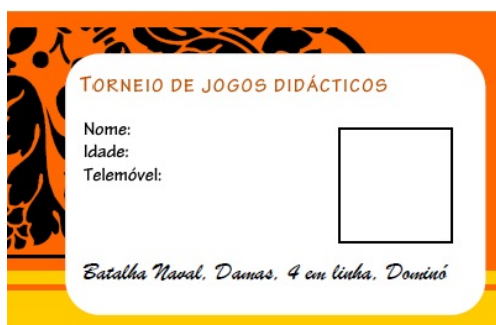 TORNEIO DE JOGOS DIDÁCTICOS
Nome:
Idade:
Telemóvel:
Batalha Naval, Damas, 4 em linha, Dominó